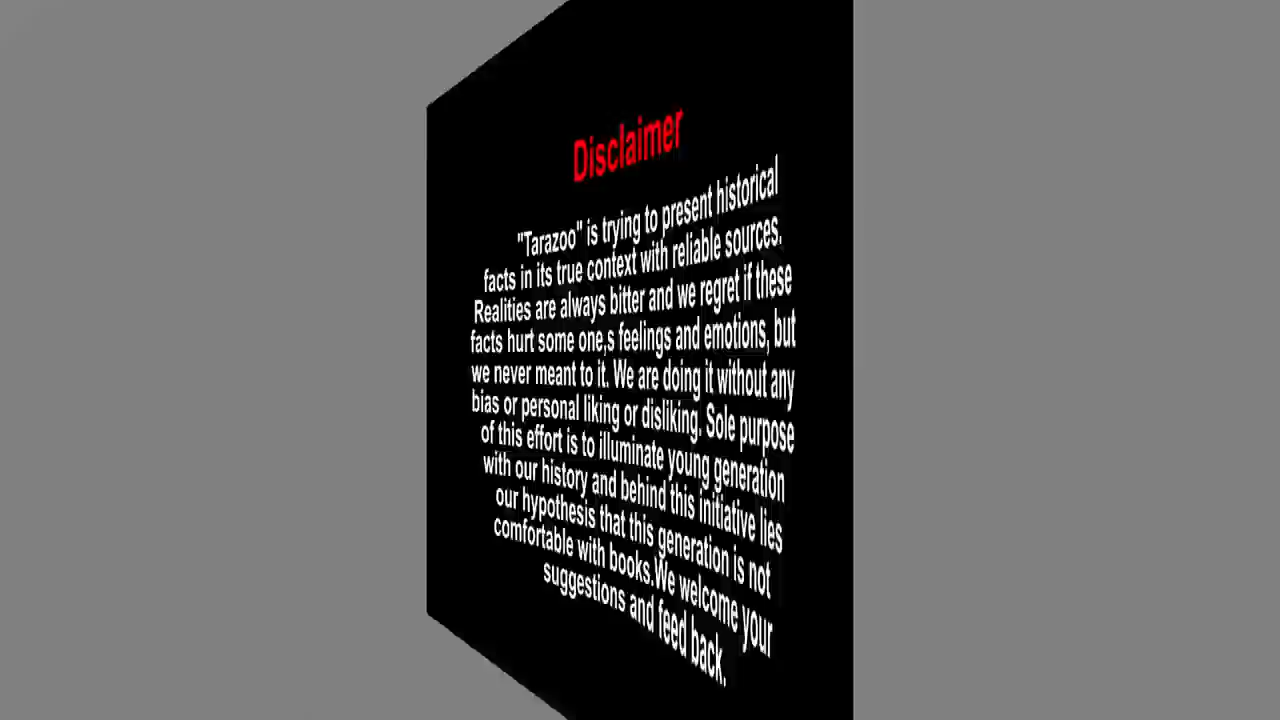 Disclaimer
"Tarazoo" is trying to present historical
facts in its true context with reliable sources.
Realities are always bitter and we regret if these
facts hurt some one,s feelings and emotions, but
we never meant to it. We are doing it without any
bias or personal liking or disliking. Sole purpose
of this effort is to illuminate young generation
with our history and behind this initiative lies
our hypothesis that this generation is not
comfortable with books.We welcome your
suggestions and feed back.